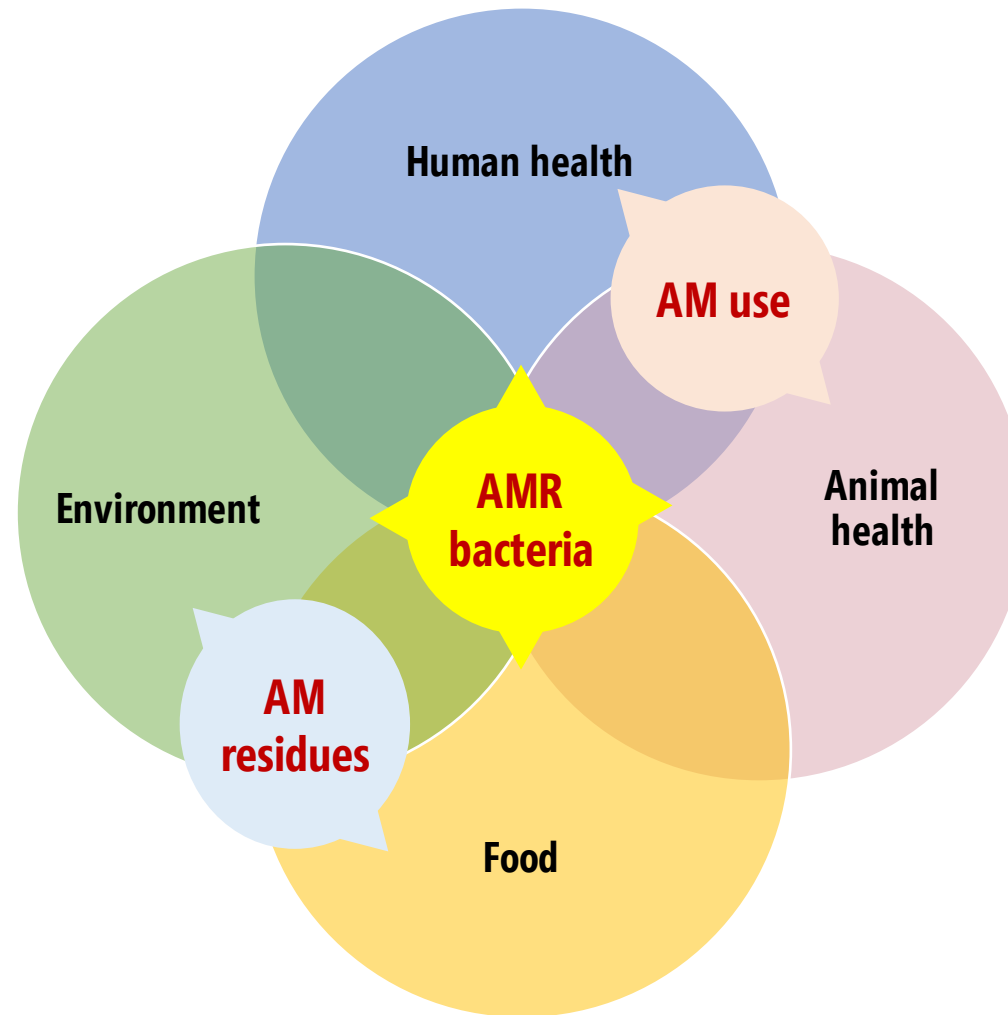 Human health
AM use
Animal
health
Environment
AMR
bacteria
AM
residues
Food